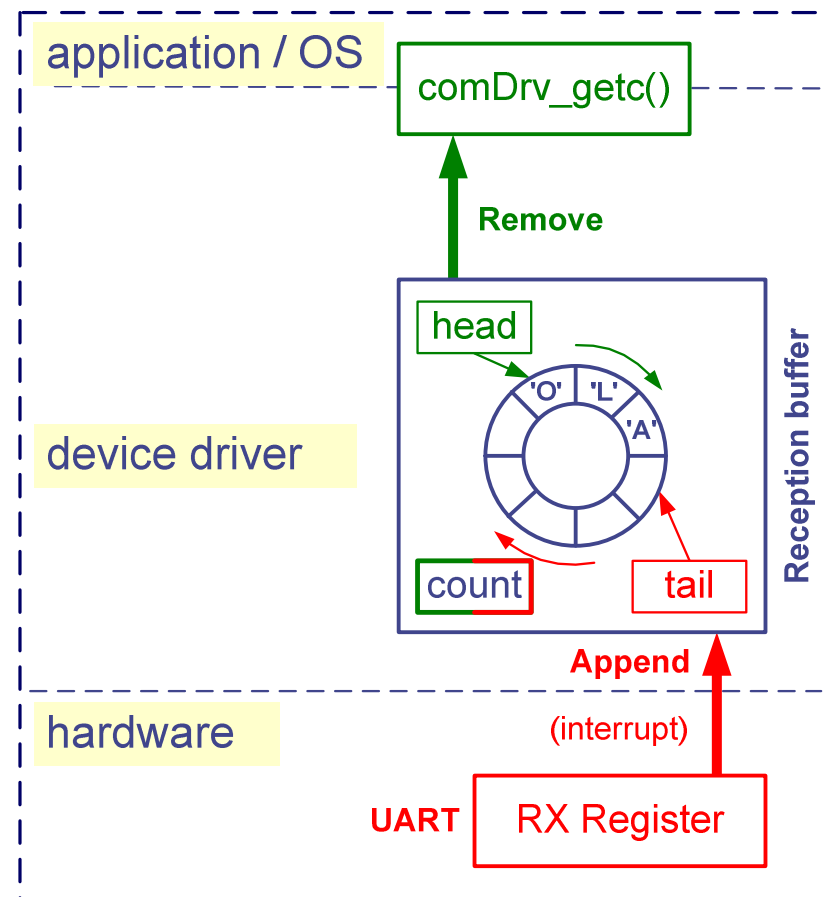 application / OS
comDrv_getc()
Remove
head
'O'
'L'
'A'
Reception buffer
device driver
count
tail
Append
hardware
(interrupt)
UART
RX Register